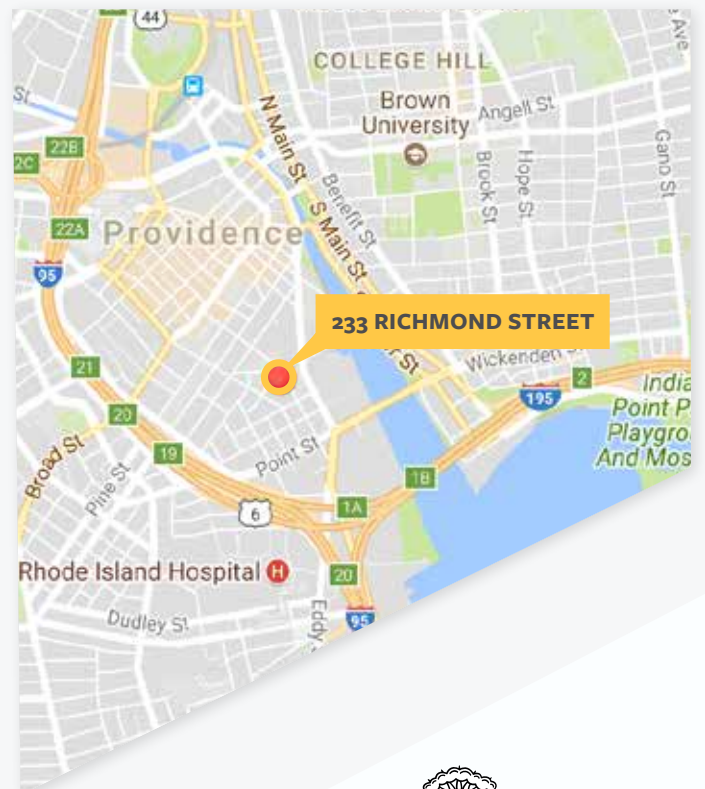 44
COLLEGE HILL
Brown
University
Angell St
St
N Main St
Benefit St
Brook St
Hope St
Gano St
Ave
22B
2C
22A
Providence
S Main St
95
233 RICHMOND STREET
Wickenden
St
2
195
India
Point P
Playgro
And Mos
21
20
19
Broad St
Pine St
Point St
1B
1A
6
Rhode Island Hospital H
20
Dudley St
Eddy
95